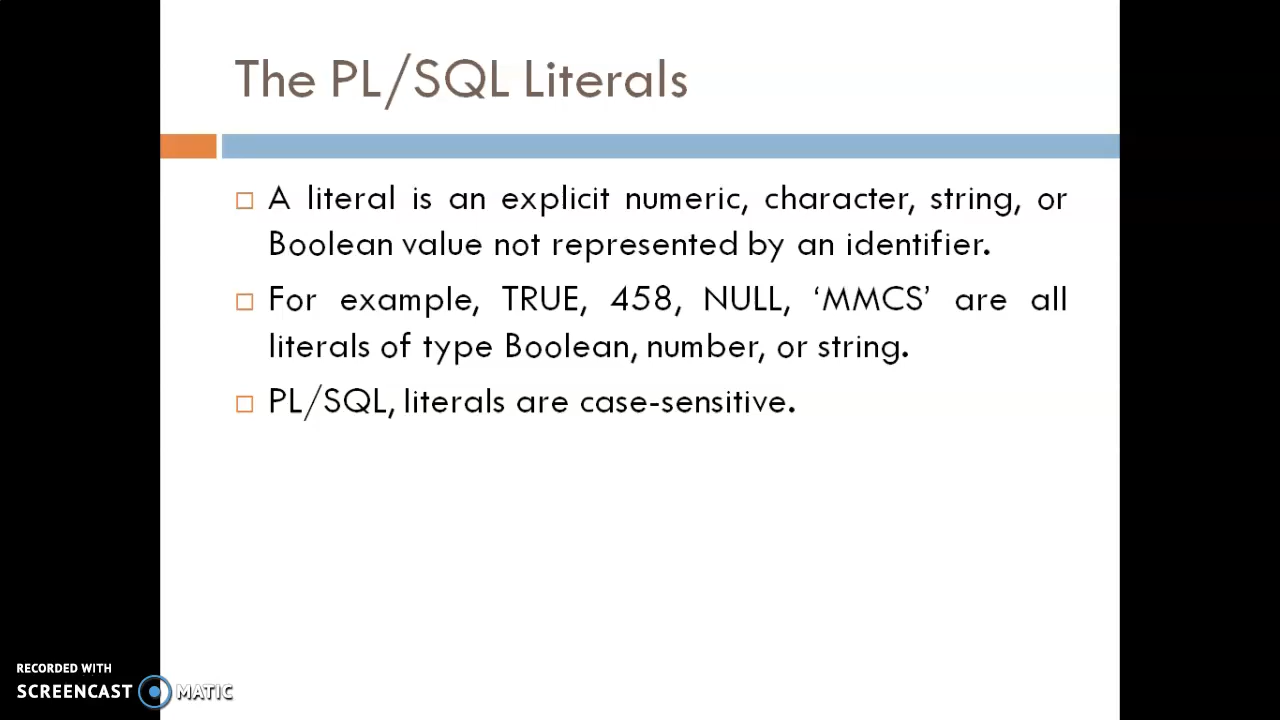 The PL/SQL Literals
A literal is an explicit numeric, character, string, or
Boolean value not represented by an identifier.
For example, TRUE, 458, NULL, ‘MMCS’ are all
literals of type Boolean, number, or string.
PL/SQL, literals are case-sensitive.
RECORDED WITH
SCREENCAST MATIC